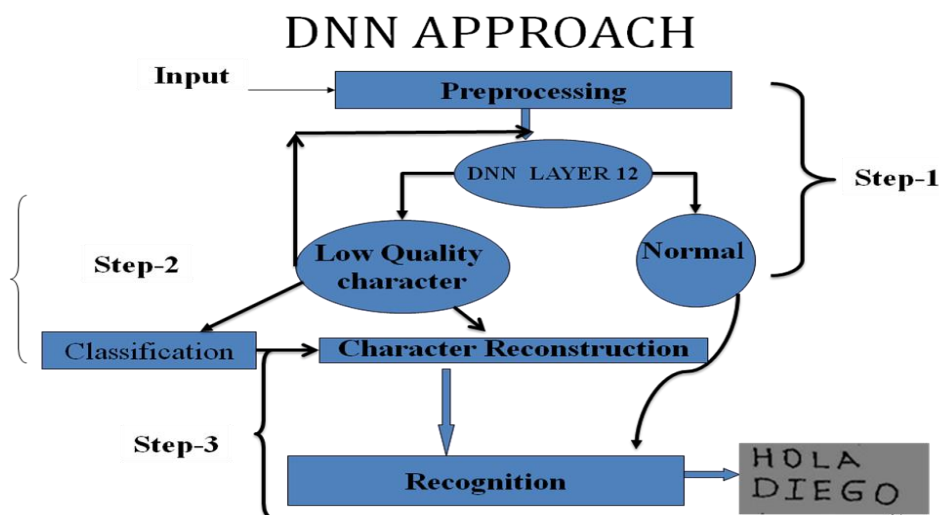 DNN APPROACH
Input
Preprocessing
DNN LAYER 12
Step-1
Low Quality
character
Normal
Step-2
Classification
Character Reconstruction
Step-3
Recognition
HOLA
DIEGO